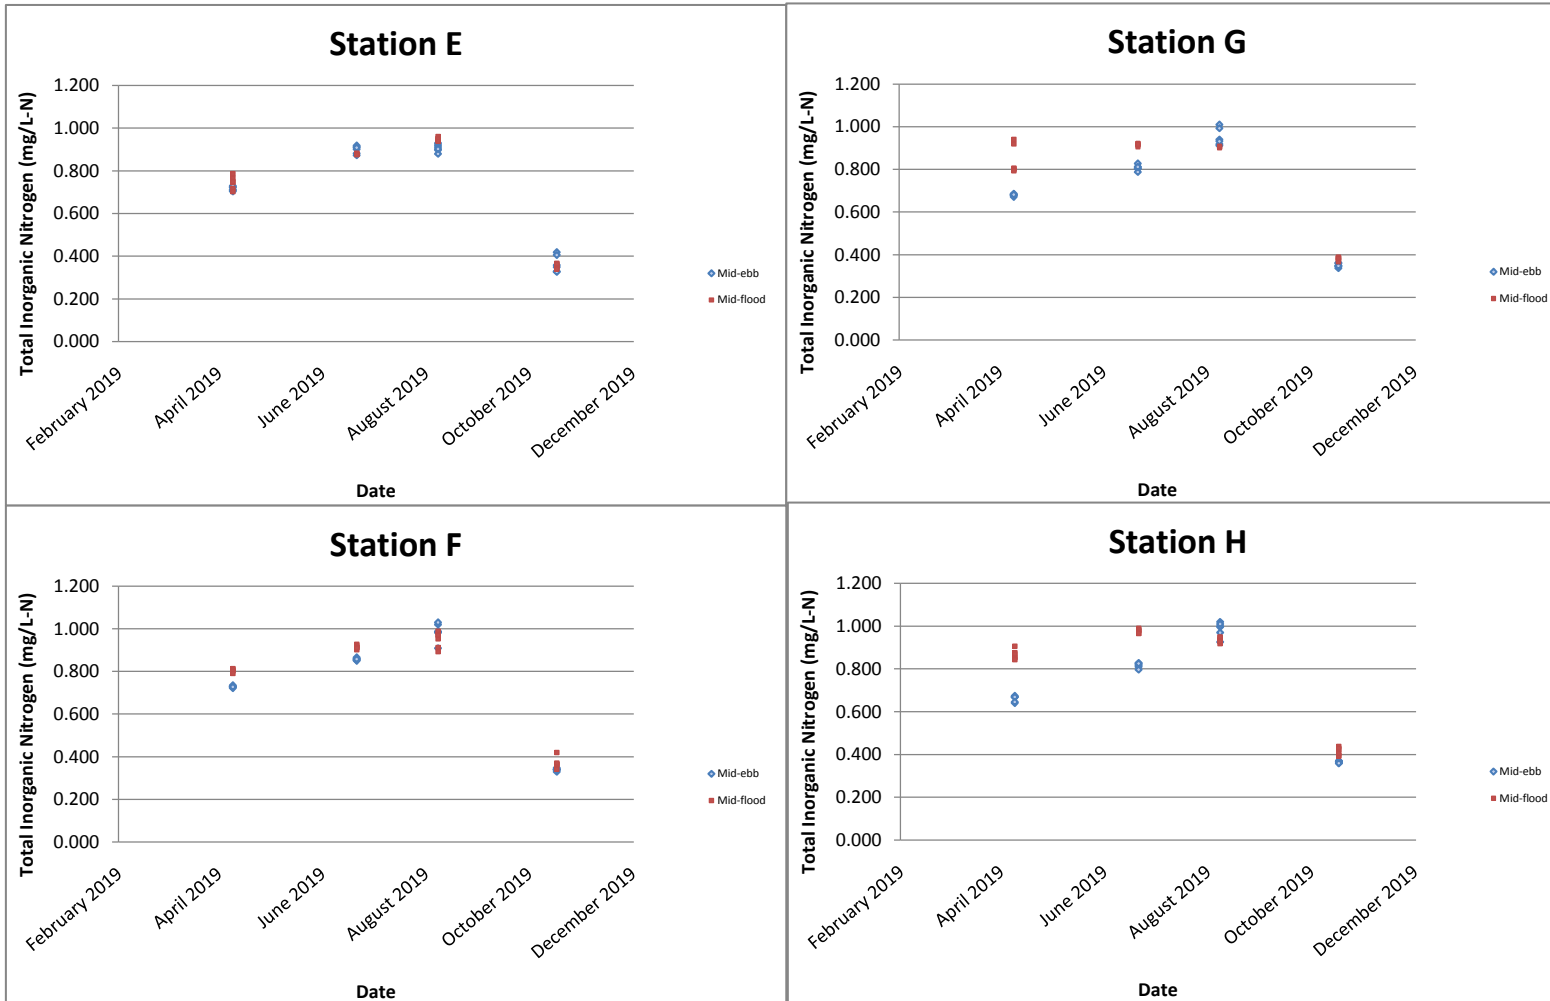 Station E
Total Inorganic Nitrogen (mg/L-N)
1.200
1.000
0.800
0.600
0.400
0.200
0.000
February 2019
April 2019
June 2019
August 2019
October 2019
December 2019
Date
Mid-ebb
Mid-flood
Station G
Total Inorganic Nitrogen (mg/L-N)
1.200
1.000
0.800
0.600
0.400
0.200
0.000
February 2019
April 2019
June 2019
August 2019
October 2019
December 2019
Date
Mid-ebb
Mid-flood
Station F
Total Inorganic Nitrogen (mg/L-N)
1.200
1.000
0.800
0.600
0.400
0.200
0.000
February 2019
April 2019
June 2019
August 2019
October 2019
December 2019
Date
Mid-ebb
Mid-flood
Station H
Total Inorganic Nitrogen (mg/L-N)
1.200
1.000
0.800
0.600
0.400
0.200
0.000
February 2019
April 2019
June 2019
August 2019
October 2019
December 2019
Date
Mid-ebb
Mid-flood